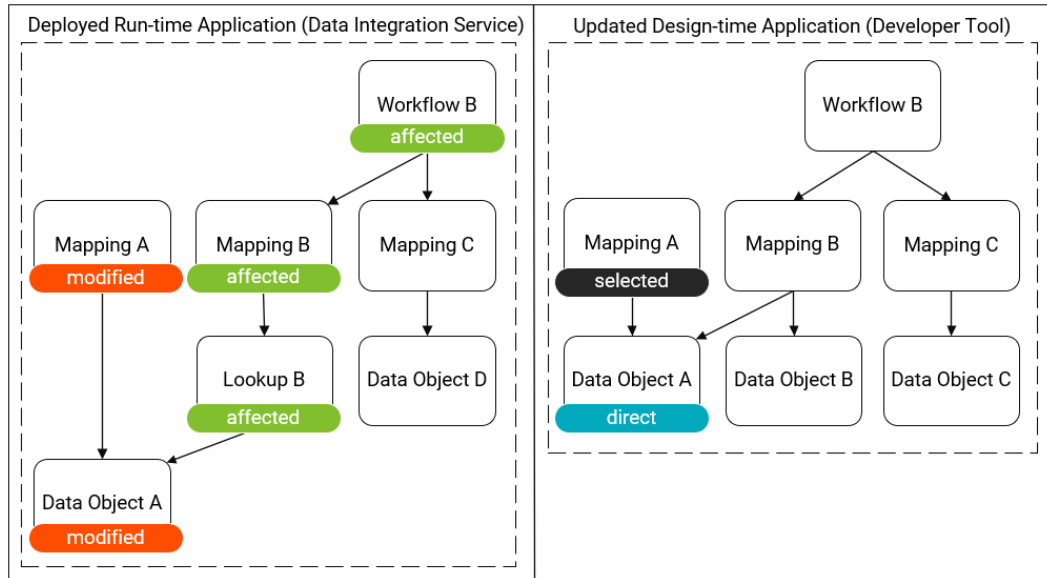 Deployed Run-time Application (Data Integration Service)
Workflow B
affected
Mapping A
modified
Mapping B
affected
Mapping C
Lookup B
affected
Data Object D
Data Object A
modified
Updated Design-time Application (Developer Tool)
Workflow B
Mapping A
selected
Mapping B
Mapping C
Data Object A
direct
Data Object B
Data Object C